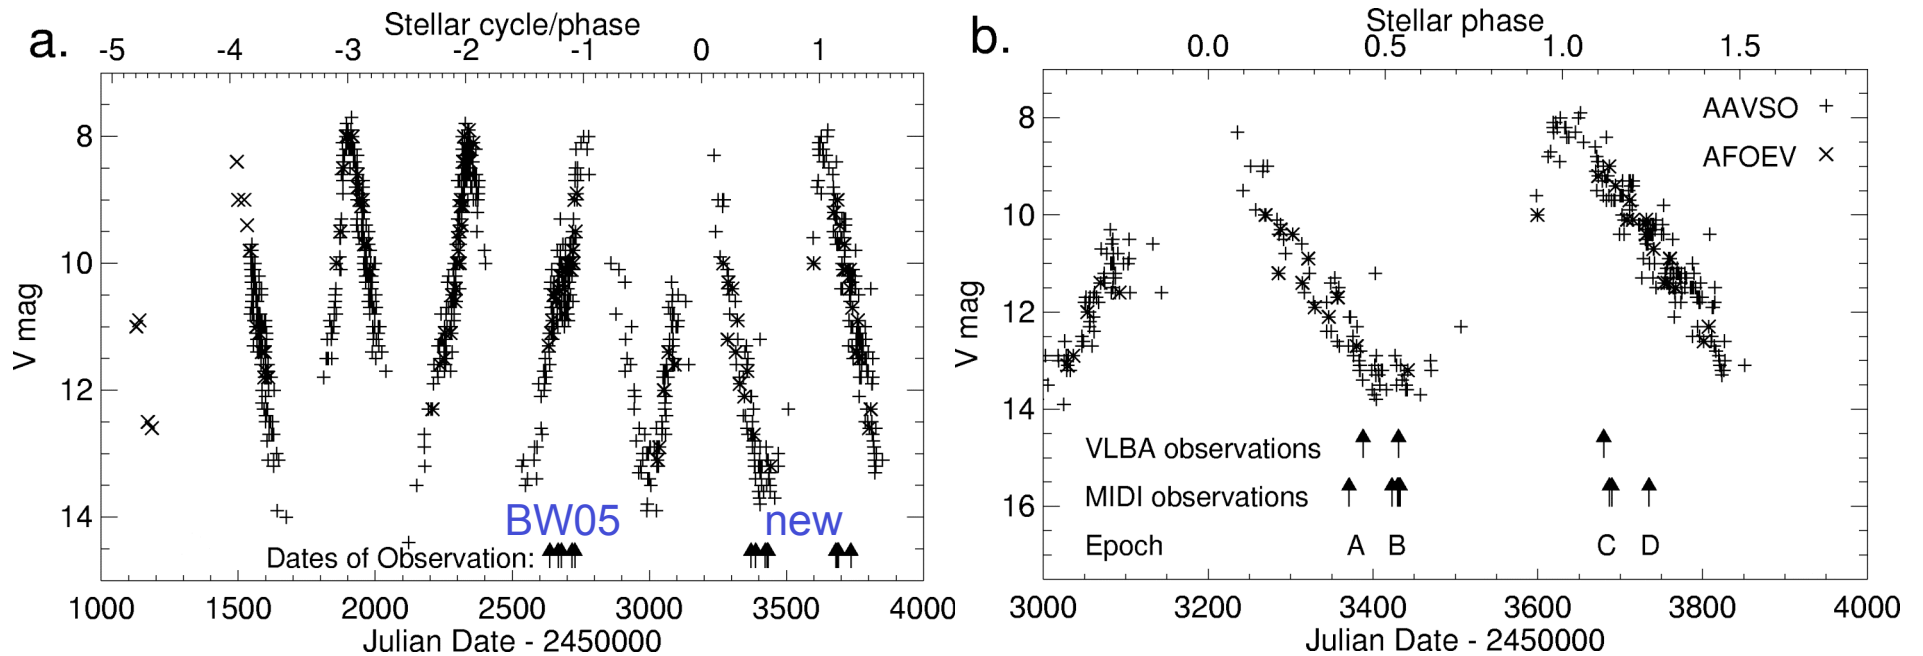 a.
Stellar cycle/phase
-5 -4 -3 -2 -1 0 1
V mag
8
10
12
14
BW05 new
Dates of Observation:
1000 1500 2000 2500 3000 3500 4000
Julian Date - 2450000
b.
Stellar phase
0.0 0.5 1.0 1.5
V mag
8
10
12
14
16
AAVSO
AFOEV
VLBA observations
MIDI observations
Epoch A B C D
3000 3200 3400 3600 3800 4000
Julian Date - 2450000